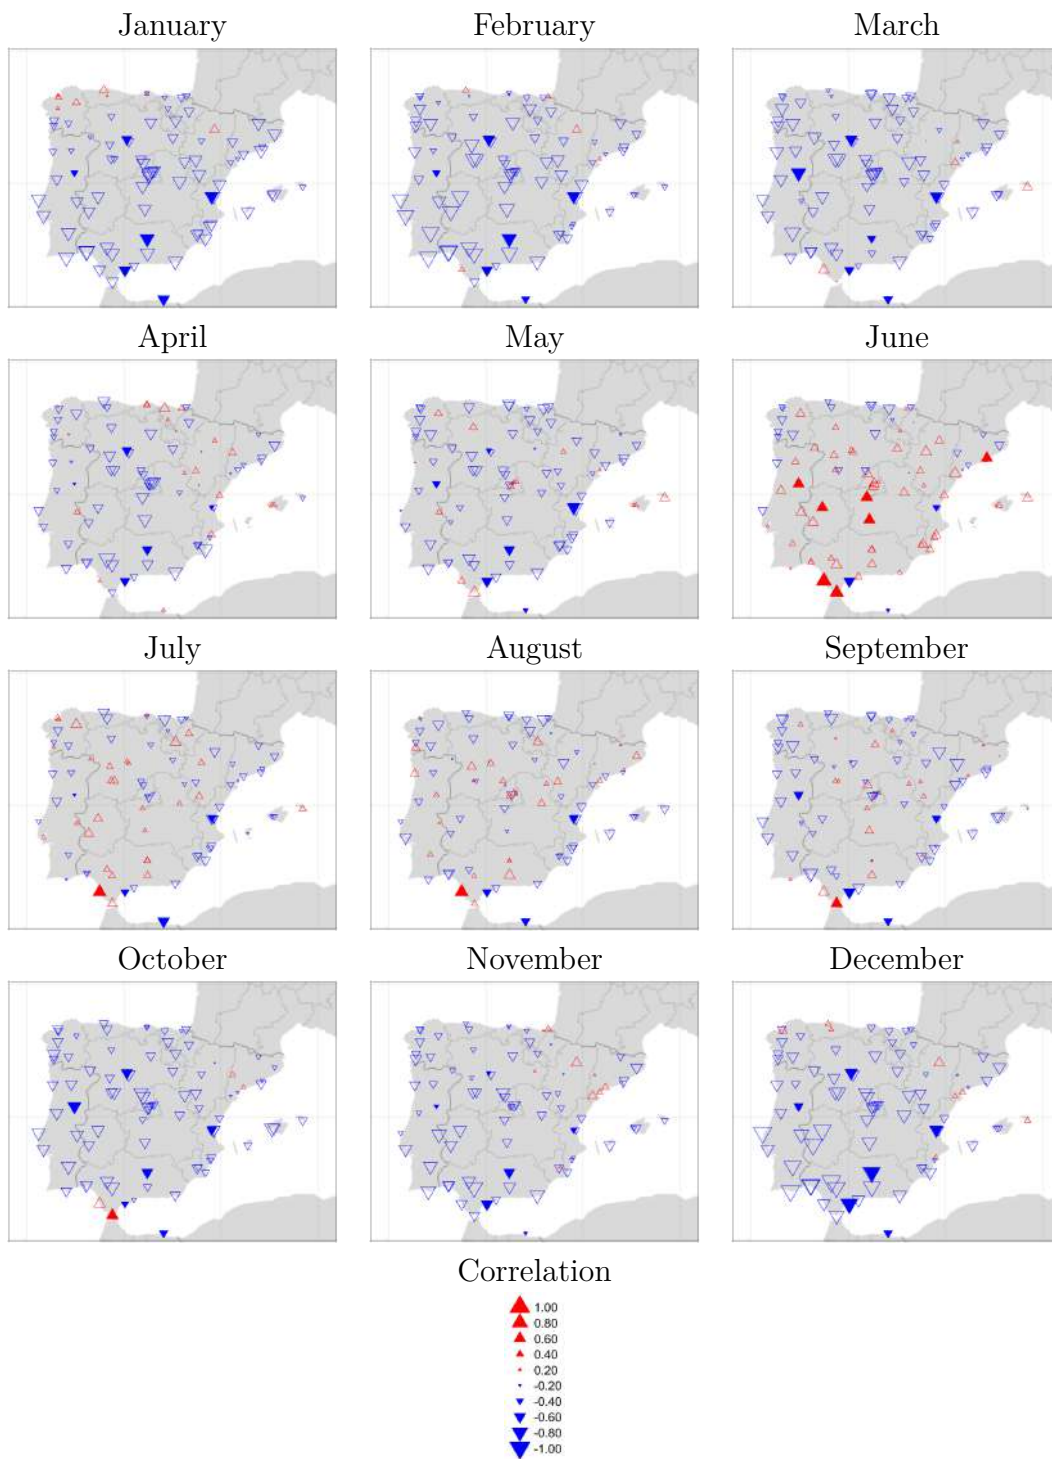 January February March
April May June
July August September
October November December
Correlation
1.00
0.80
0.60
0.40
0.20
-0.20
-0.40
-0.60
-0.80
-1.00